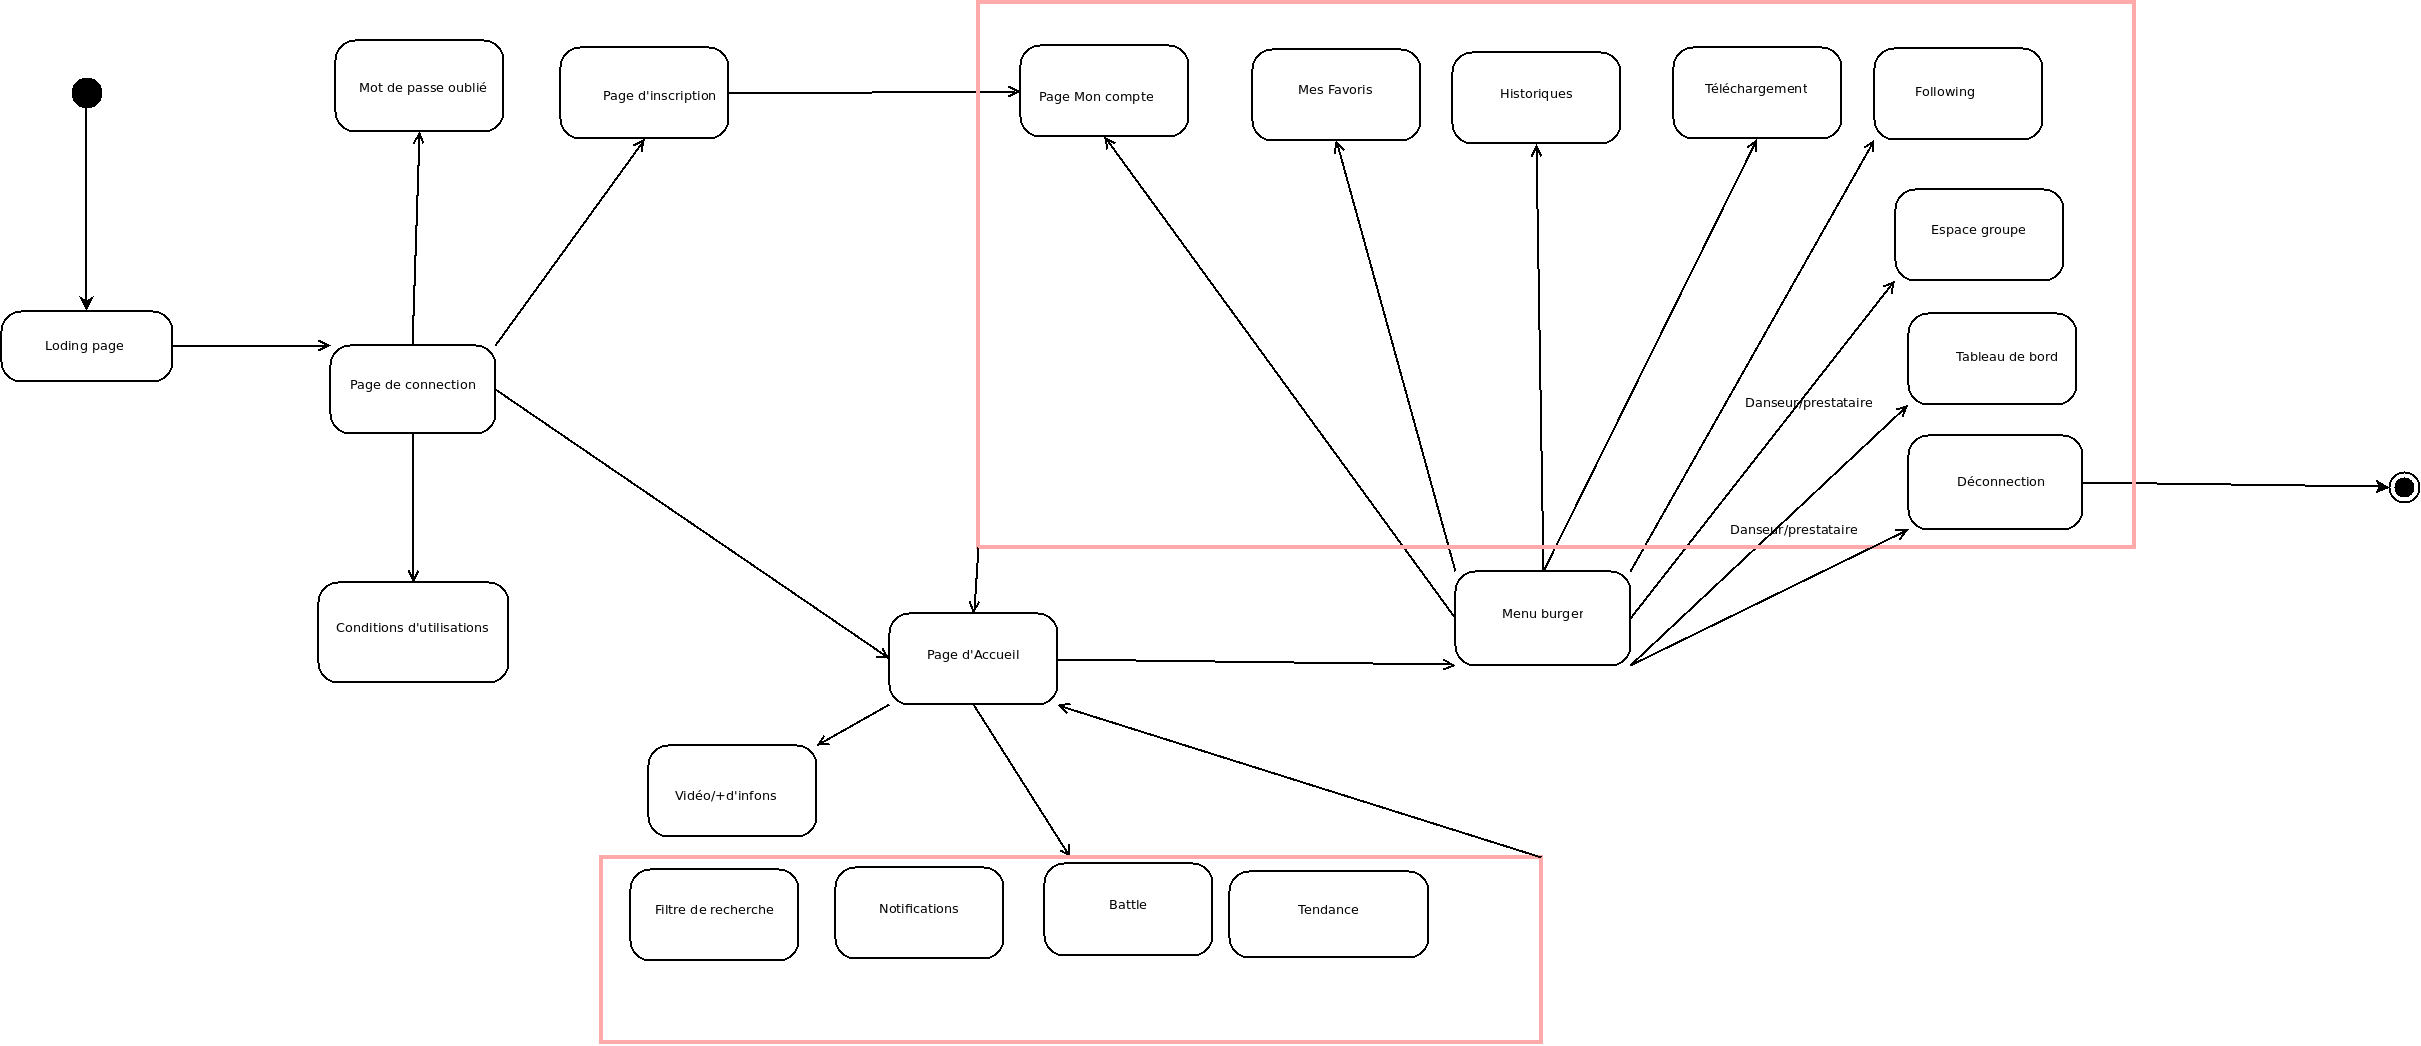 Mot de passe oublié
Page d'inscription
Page Mon compte
Mes Favoris
Historiques
Téléchargement
Following
Espace groupe
Loding page
Page de connection
Tableau de bord
Danseur/prestataire
Déconnection
Danseur/prestataire
Conditions d'utilisations
Page d'Accueil
Menu burger
Vidéo/+d'infons
Filtre de recherche
Notifications
Battle
Tendance